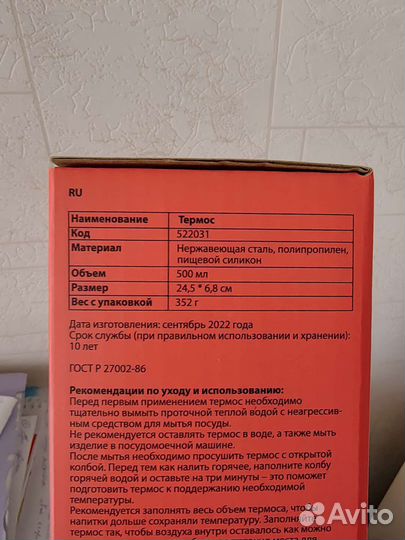 RU
Наименование Термос
Код 522031
Материал Нержавеющая сталь, полипропилен,
пищевой силикон
Объем 500 мл
Размер 24,5 * 6,8 см
Вес с упаковкой 352 г
Дата изготовления: сентябрь 2022 года
Срок службы (при правильном использовании и хранении):
10 лет
ГОСТ Р 27002-86
Рекомендации по уходу и использованию:
Перед первым применением термос необходимо
тщательно вымыть проточной теплой водой с неагрессив-
ным средством для мытья посуды.
Не рекомендуется оставлять термос в воде, а также мыть
изделие в посудомоечной машине.
После мытья необходимо просушить термос с открытой
колбой. Перед тем как налить горячее, наполните колбу
горячей водой и оставьте на три минуты – это поможет
подготовить термос к поддержанию необходимой
температуры.
Рекомендуется заполнять весь объем термоса, чтобы
напитки дольше сохраняли температуру. Заполняйте
термос так, чтобы воздуха внутри оставалось как можно
места для
Avito